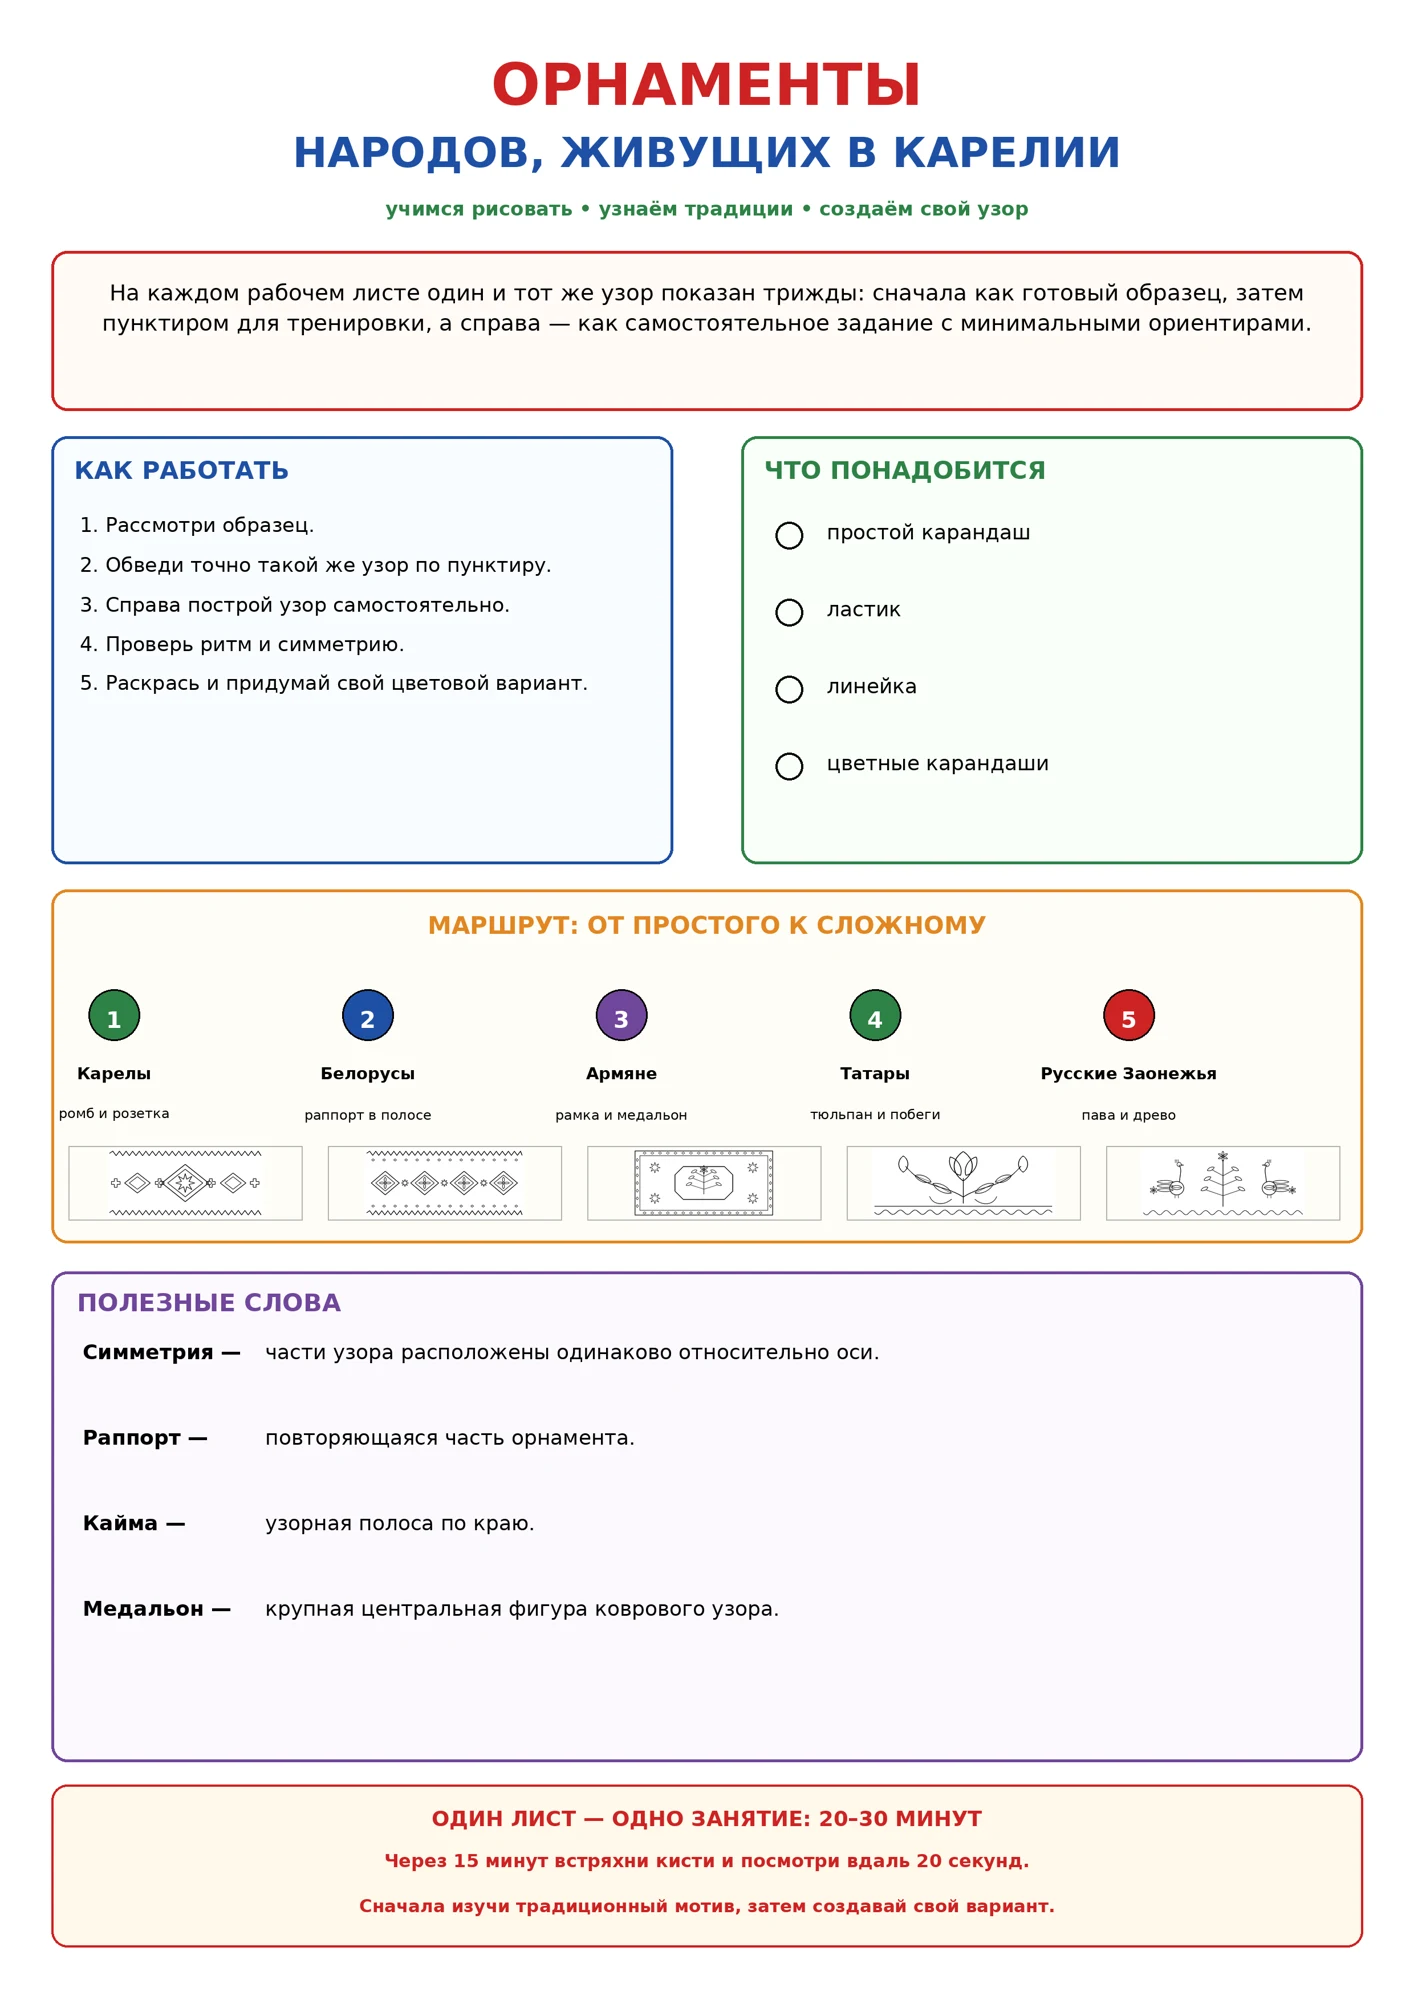 ОРНАМЕНТЫ
НАРОДОВ, ЖИВУЩИХ В КАРЕЛИИ
учимся рисовать • узнаём традиции • создаём свой узор
На каждом рабочем листе один и тот же узор показан трижды: сначала как готовый образец, затем
пунктиром для тренировки, а справа — как самостоятельное задание с минимальными ориентирами.
КАК РАБОТАТЬ
1. Рассмотри образец.
2. Обведи точно такой же узор по пунктиру.
3. Справа построй узор самостоятельно.
4. Проверь ритм и симметрию.
5. Раскрась и придумай свой цветовой вариант.
ЧТО ПОНАДОБИТСЯ
простой карандаш
ластик
линейка
цветные карандаши
МАРШРУТ: ОТ ПРОСТОГО К СЛОЖНОМУ
1
Карелы
ромб и розетка
2
Белорусы
раппорт в полосе
3
Армяне
рамка и медальон
4
Татары
тюльпан и побеги
5
Русские Заонежья
пава и древо
ПОЛЕЗНЫЕ СЛОВА
Симметрия — части узора расположены одинаково относительно оси.
Раппорт — повторяющаяся часть орнамента.
Кайма — узорная полоса по краю.
Медальон — крупная центральная фигура коврового узора.
ОДИН ЛИСТ — ОДНО ЗАНЯТИЕ: 20–30 МИНУТ
Через 15 минут встряхни кисти и посмотри вдаль 20 секунд.
Сначала изучи традиционный мотив, затем создавай свой вариант.